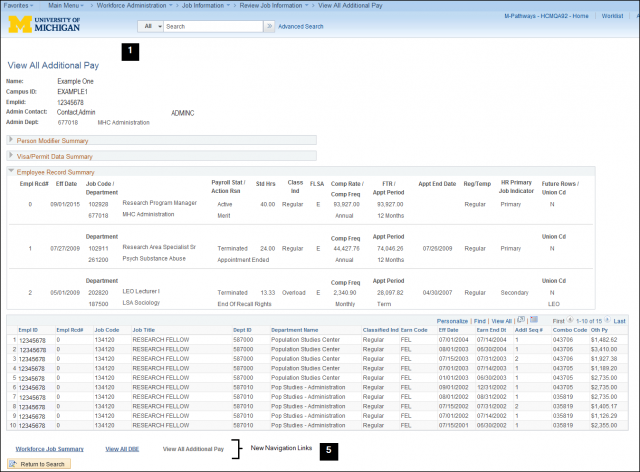 Favorites Main Menu > Workforce Administration > Job Information > Review Job Information > View All Additional Pay
M-Pathways - HCMQA92 - Home Worklist
UNIVERSITY OF MICHIGAN
All Search Advanced Search
1
View All Additional Pay
Name: Example.One
Campus ID: EXAMPLE1
Emplid: 12345678
Admin Contact: Contact,Admin ADMINC
Admin Dept: 677018 MHC Administration
Person Modifier Summary
Visa/Permit Data Summary
Employee Record Summary
Empl Rcd# Eff Date Job Code / Department Payroll Stat / Action Rsn Std Hrs Class Ind FLSA Comp Rate / Comp Freq FTR / Appt Period Appt End Date Reg/Temp HR Primary Job Indicator Future Rows / Union Cd
0 09/01/2015 102928 Research Program Manager Active 40.00 Regular E 93,927.00 93,927.00 Regular Primary N
677018 MHC Administration Merit Annual 12 Months
Department Comp Freq Appt Period Union Cd
1 07/27/2009 102911 Research Area Specialist Sr Terminated 24.00 Regular E 44,427.76 74,046.26 07/26/2009 Regular Primary N
261200 Psych Substance Abuse Appointment Ended Annual 12 Months
Department Comp Freq Appt Period Union Cd
2 05/01/2009 202820 LEO Lecturer I Terminated 13.33 Overload E 2,340.90 28,097.82 04/30/2007 Regular Secondary N
187500 LSA Sociology End Of Recall Rights Monthly Term LEO
Personalize | Find | View All First 1-10 of 15 Last
Empl ID Empl Rcd# Job Code Job Title Dept ID Department Name Classified Ind Earn Code Eff Date Earn End Dt Addl Seq # Combo Code Oth Py
1 12345678 0 134120 RESEARCH FELLOW 587000 Population Studies Center Regular FEL 07/01/2004 07/14/2004 1 043706 $1,482.62
2 12345678 0 134120 RESEARCH FELLOW 587000 Population Studies Center Regular FEL 08/01/2003 06/30/2004 1 043706 $3,410.00
3 12345678 0 134120 RESEARCH FELLOW 587000 Population Studies Center Regular FEL 07/15/2003 07/31/2003 2 043706 $1,927.38
4 12345678 0 134120 RESEARCH FELLOW 587000 Population Studies Center Regular FEL 07/01/2003 07/14/2003 1 043705 $1,189.20
5 12345678 0 134120 RESEARCH FELLOW 587000 Population Studies Center Regular FEL 01/01/2003 06/30/2003 1 043705 $2,735.00
6 12345678 0 134120 RESEARCH FELLOW 587010 Pop Studies - Administration Regular FEL 09/01/2002 12/31/2002 1 043705 $2,735.00
7 12345678 0 134120 RESEARCH FELLOW 587010 Pop Studies - Administration Regular FEL 08/01/2002 08/31/2002 1 035819 $2,735.00
8 12345678 0 134120 RESEARCH FELLOW 587010 Pop Studies - Administration Regular FEL 07/15/2002 07/31/2002 2 035819 $1,405.17
9 12345678 0 134120 RESEARCH FELLOW 587010 Pop Studies - Administration Regular FEL 07/01/2002 07/14/2002 1 035819 $1,126.29
10 12345678 0 134120 RESEARCH FELLOW 587010 Pop Studies - Administration Regular FEL 07/15/2001 06/30/2002 1 035819 $2,355.00
Workforce Job Summary View All DBE View All Additional Pay New Navigation Links 5
Return to Search